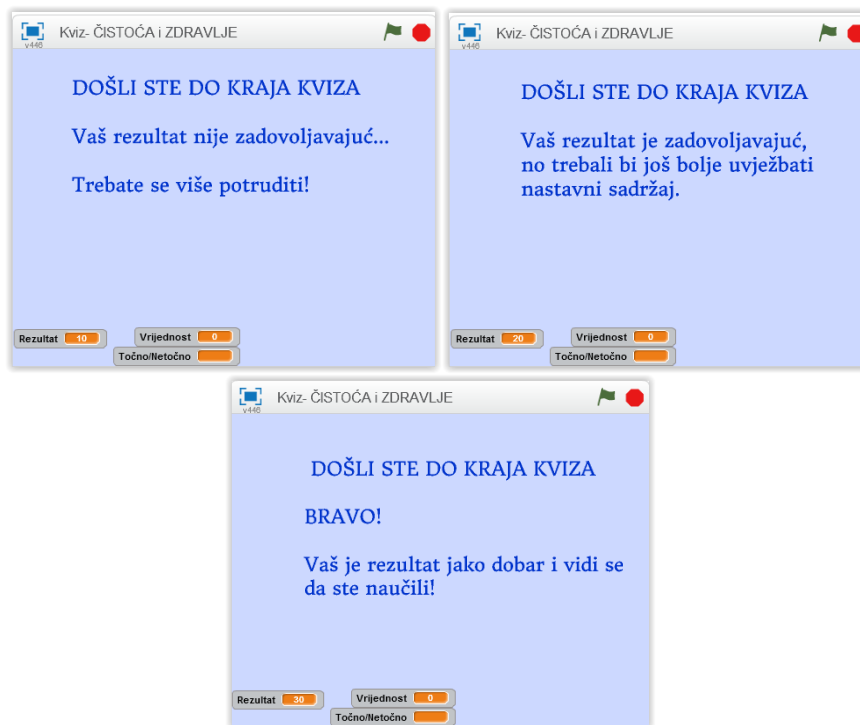 Kviz- ČISTOĆA i ZDRAVLJE
v446
DOŠLI STE DO KRAJA KVIZA
Vaš rezultat nije zadovoljavajuć...
Trebate se više potruditi!
Rezultat 10
Vrijednost 0
Točno/Netočno
Kviz- ČISTOĆA i ZDRAVLJE
v446
DOŠLI STE DO KRAJA KVIZA
Vaš rezultat je zadovoljavajuć,
no trebali bi još bolje uvježbati
nastavni sadržaj.
Rezultat 20
Vrijednost 0
Točno/Netočno
Kviz- ČISTOĆA i ZDRAVLJE
v446
DOŠLI STE DO KRAJA KVIZA
BRAVO!
Vaš je rezultat jako dobar i vidi se
da ste naučili!
Rezultat 30
Vrijednost 0
Točno/Netočno